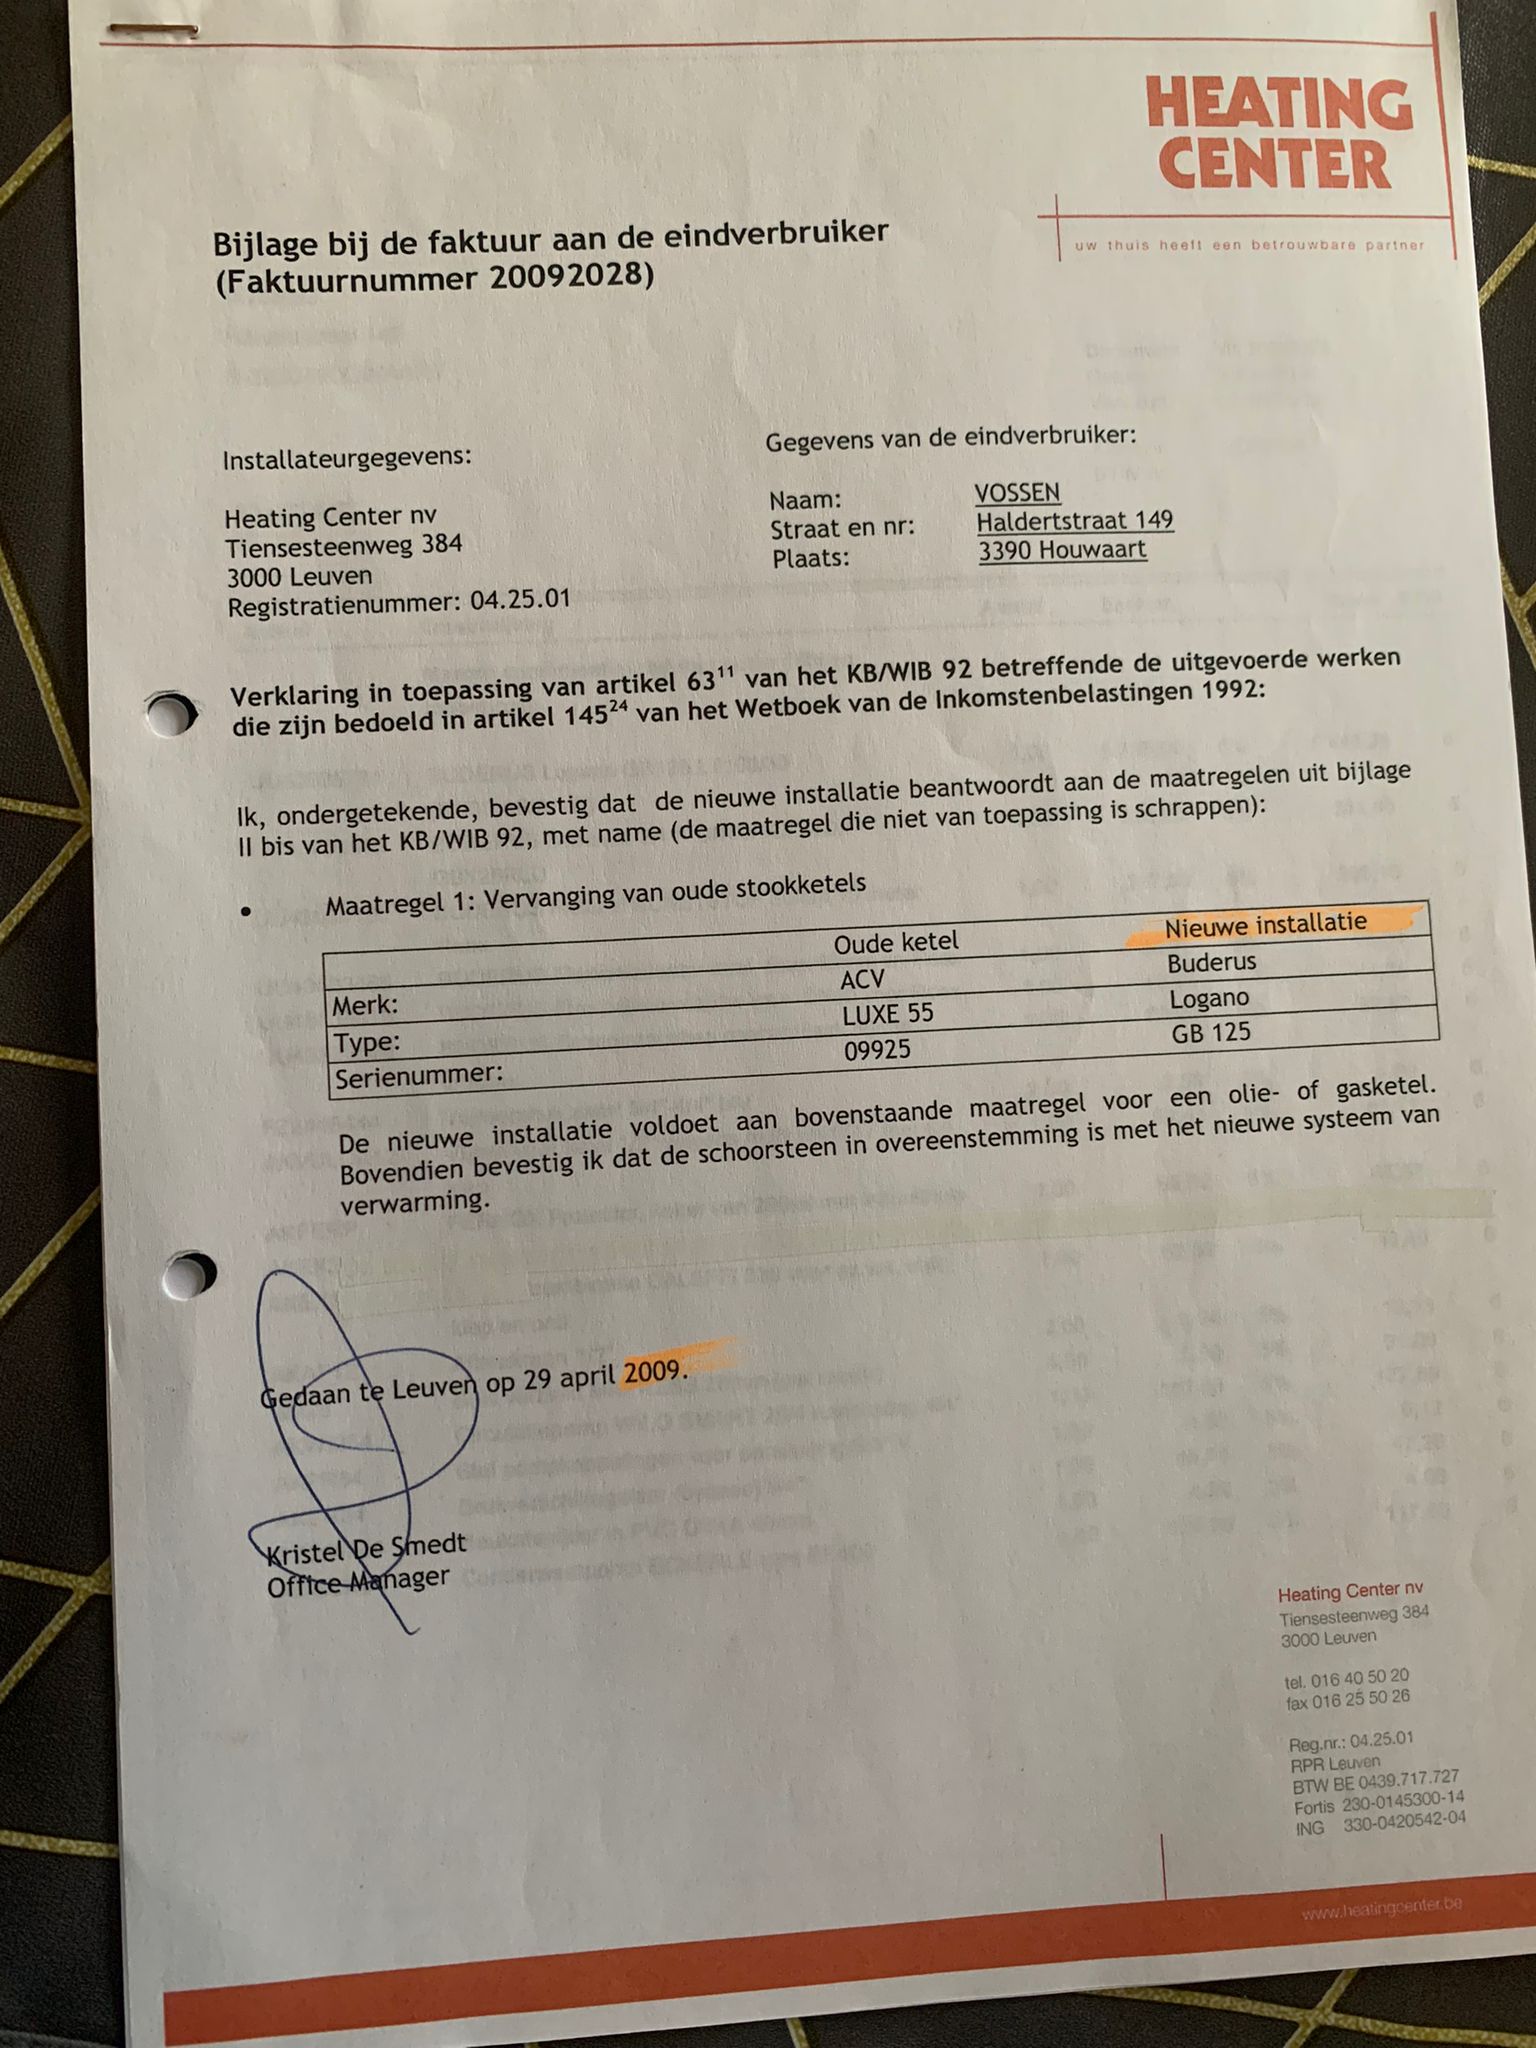 HEATING
CENTER
uw thuis heeft een betrouwbare partner
Bijlage bij de faktuur aan de eindverbruiker
(Faktuurnummer 20092028)
Installateurgegevens:
Heating Center nv
Tiensesteenweg 384
3000 Leuven
Registratienummer: 04.25.01
Gegevens van de eindverbruiker:
Naam: VOSSEN
Straat en nr: Haldertstraat 149
Plaats: 3390 Houwaart
Verklaring in toepassing van artikel 63¹¹ van het KB/WIB 92 betreffende de uitgevoerde werken
die zijn bedoeld in artikel 145²⁴ van het Wetboek van de Inkomstenbelastingen 1992:
Ik, ondergetekende, bevestig dat de nieuwe installatie beantwoordt aan de maatregelen uit bijlage
II bis van het KB/WIB 92, met name (de maatregel die niet van toepassing is schrappen):
• Maatregel 1: Vervanging van oude stookketels
Oude ketel Nieuwe installatie
Merk: ACV Buderus
Type: LUXE 55 Logano
Serienummer: 09925 GB 125
De nieuwe installatie voldoet aan bovenstaande maatregel voor een olie- of gasketel.
Bovendien bevestig ik dat de schoorsteen in overeenstemming is met het nieuwe systeem van
verwarming.
Gedaan te Leuven op 29 april 2009.
Kristel De Smedt
Office Manager
Heating Center nv
Tiensesteenweg 384
3000 Leuven
tel. 016 40 50 20
fax 016 25 50 26
Reg.nr.: 04.25.01
RPR Leuven
BTW BE 0439.717.727
Fortis 230-0145300-14
ING 330-0420542-04
www.heatingcenter.be